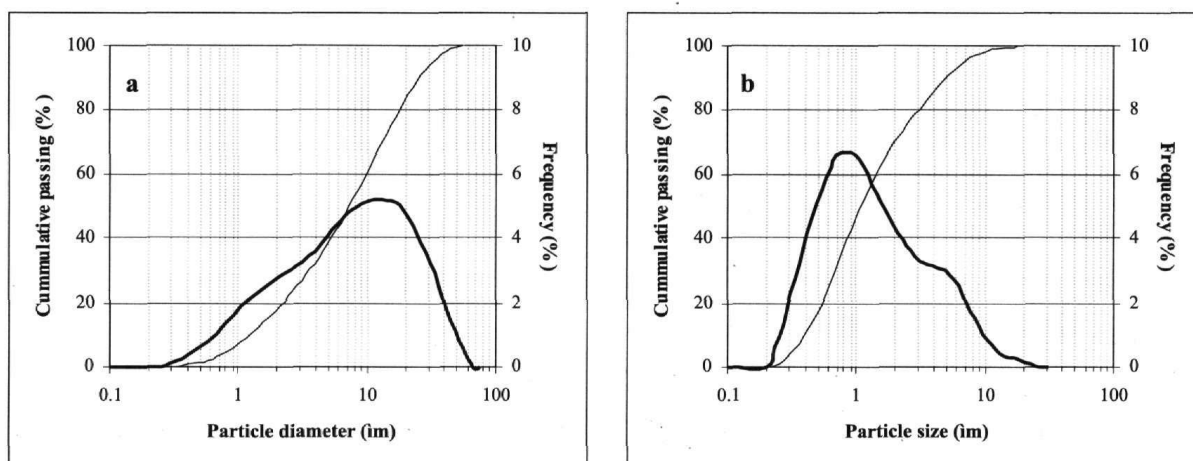 a
Cummulative passing (%)
100
80
60
40
20
0
Frequency (%)
10
8
6
4
2
0
0.1 1 10 100
Particle diameter (ìm)
b
Cummulative passing (%)
100
80
60
40
20
0
Frequency (%)
10
8
6
4
2
0
0.1 1 10 100
Particle size (ìm)